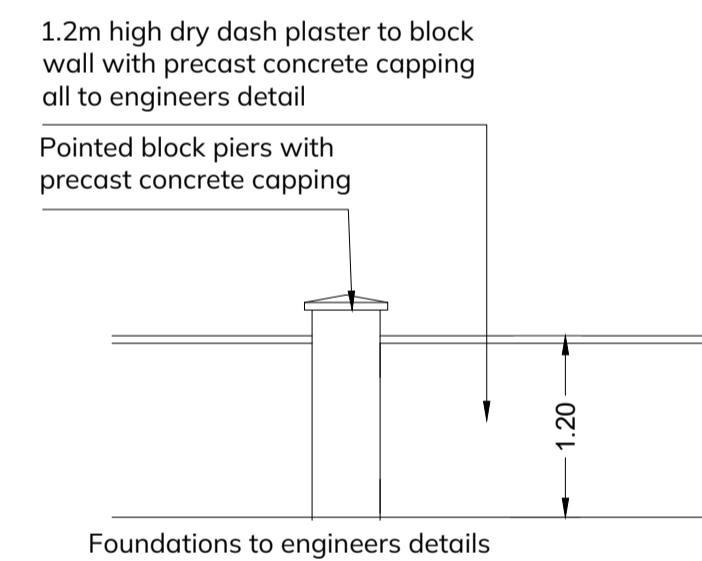 1.2m high dry dash plaster to block
wall with precast concrete capping
all to engineers detail
Pointed block piers with
precast concrete capping
1.20
Foundations to engineers details